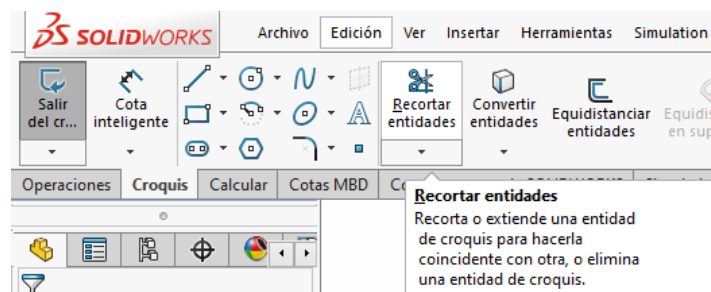 SOLIDWORKS
Archivo Edición Ver Insertar Herramientas Simulation
Salir
del cr...
Cota
inteligente
Recortar
entidades
Convertir
entidades
Equidistanciar
entidades
en
Operaciones Croquis Calcular Cotas MBD
Recortar entidades
Recorta o extiende una entidad
de croquis para hacerla
coincidente con otra, o elimina
una entidad de croquis.